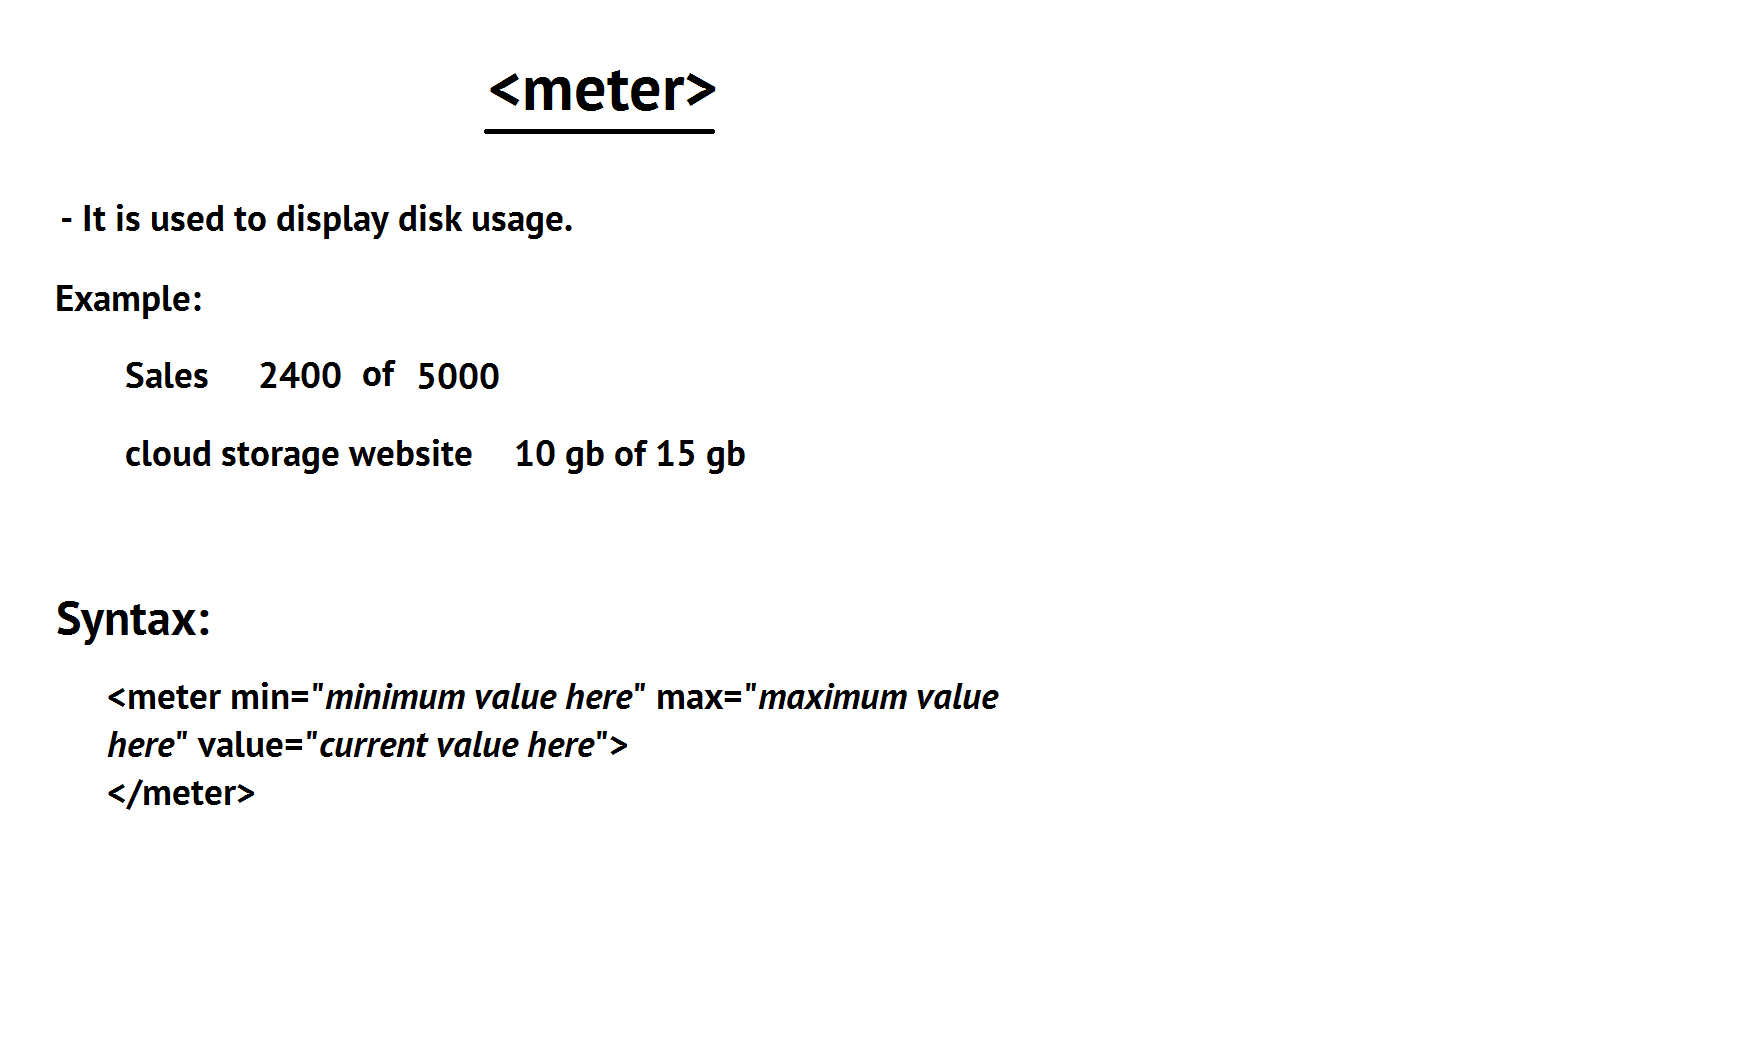 <meter>
- It is used to display disk usage.
Example:
Sales 2400 of 5000
cloud storage website 10 gb of 15 gb
Syntax:
<meter min="minimum value here" max="maximum value
here" value="current value here">
</meter>